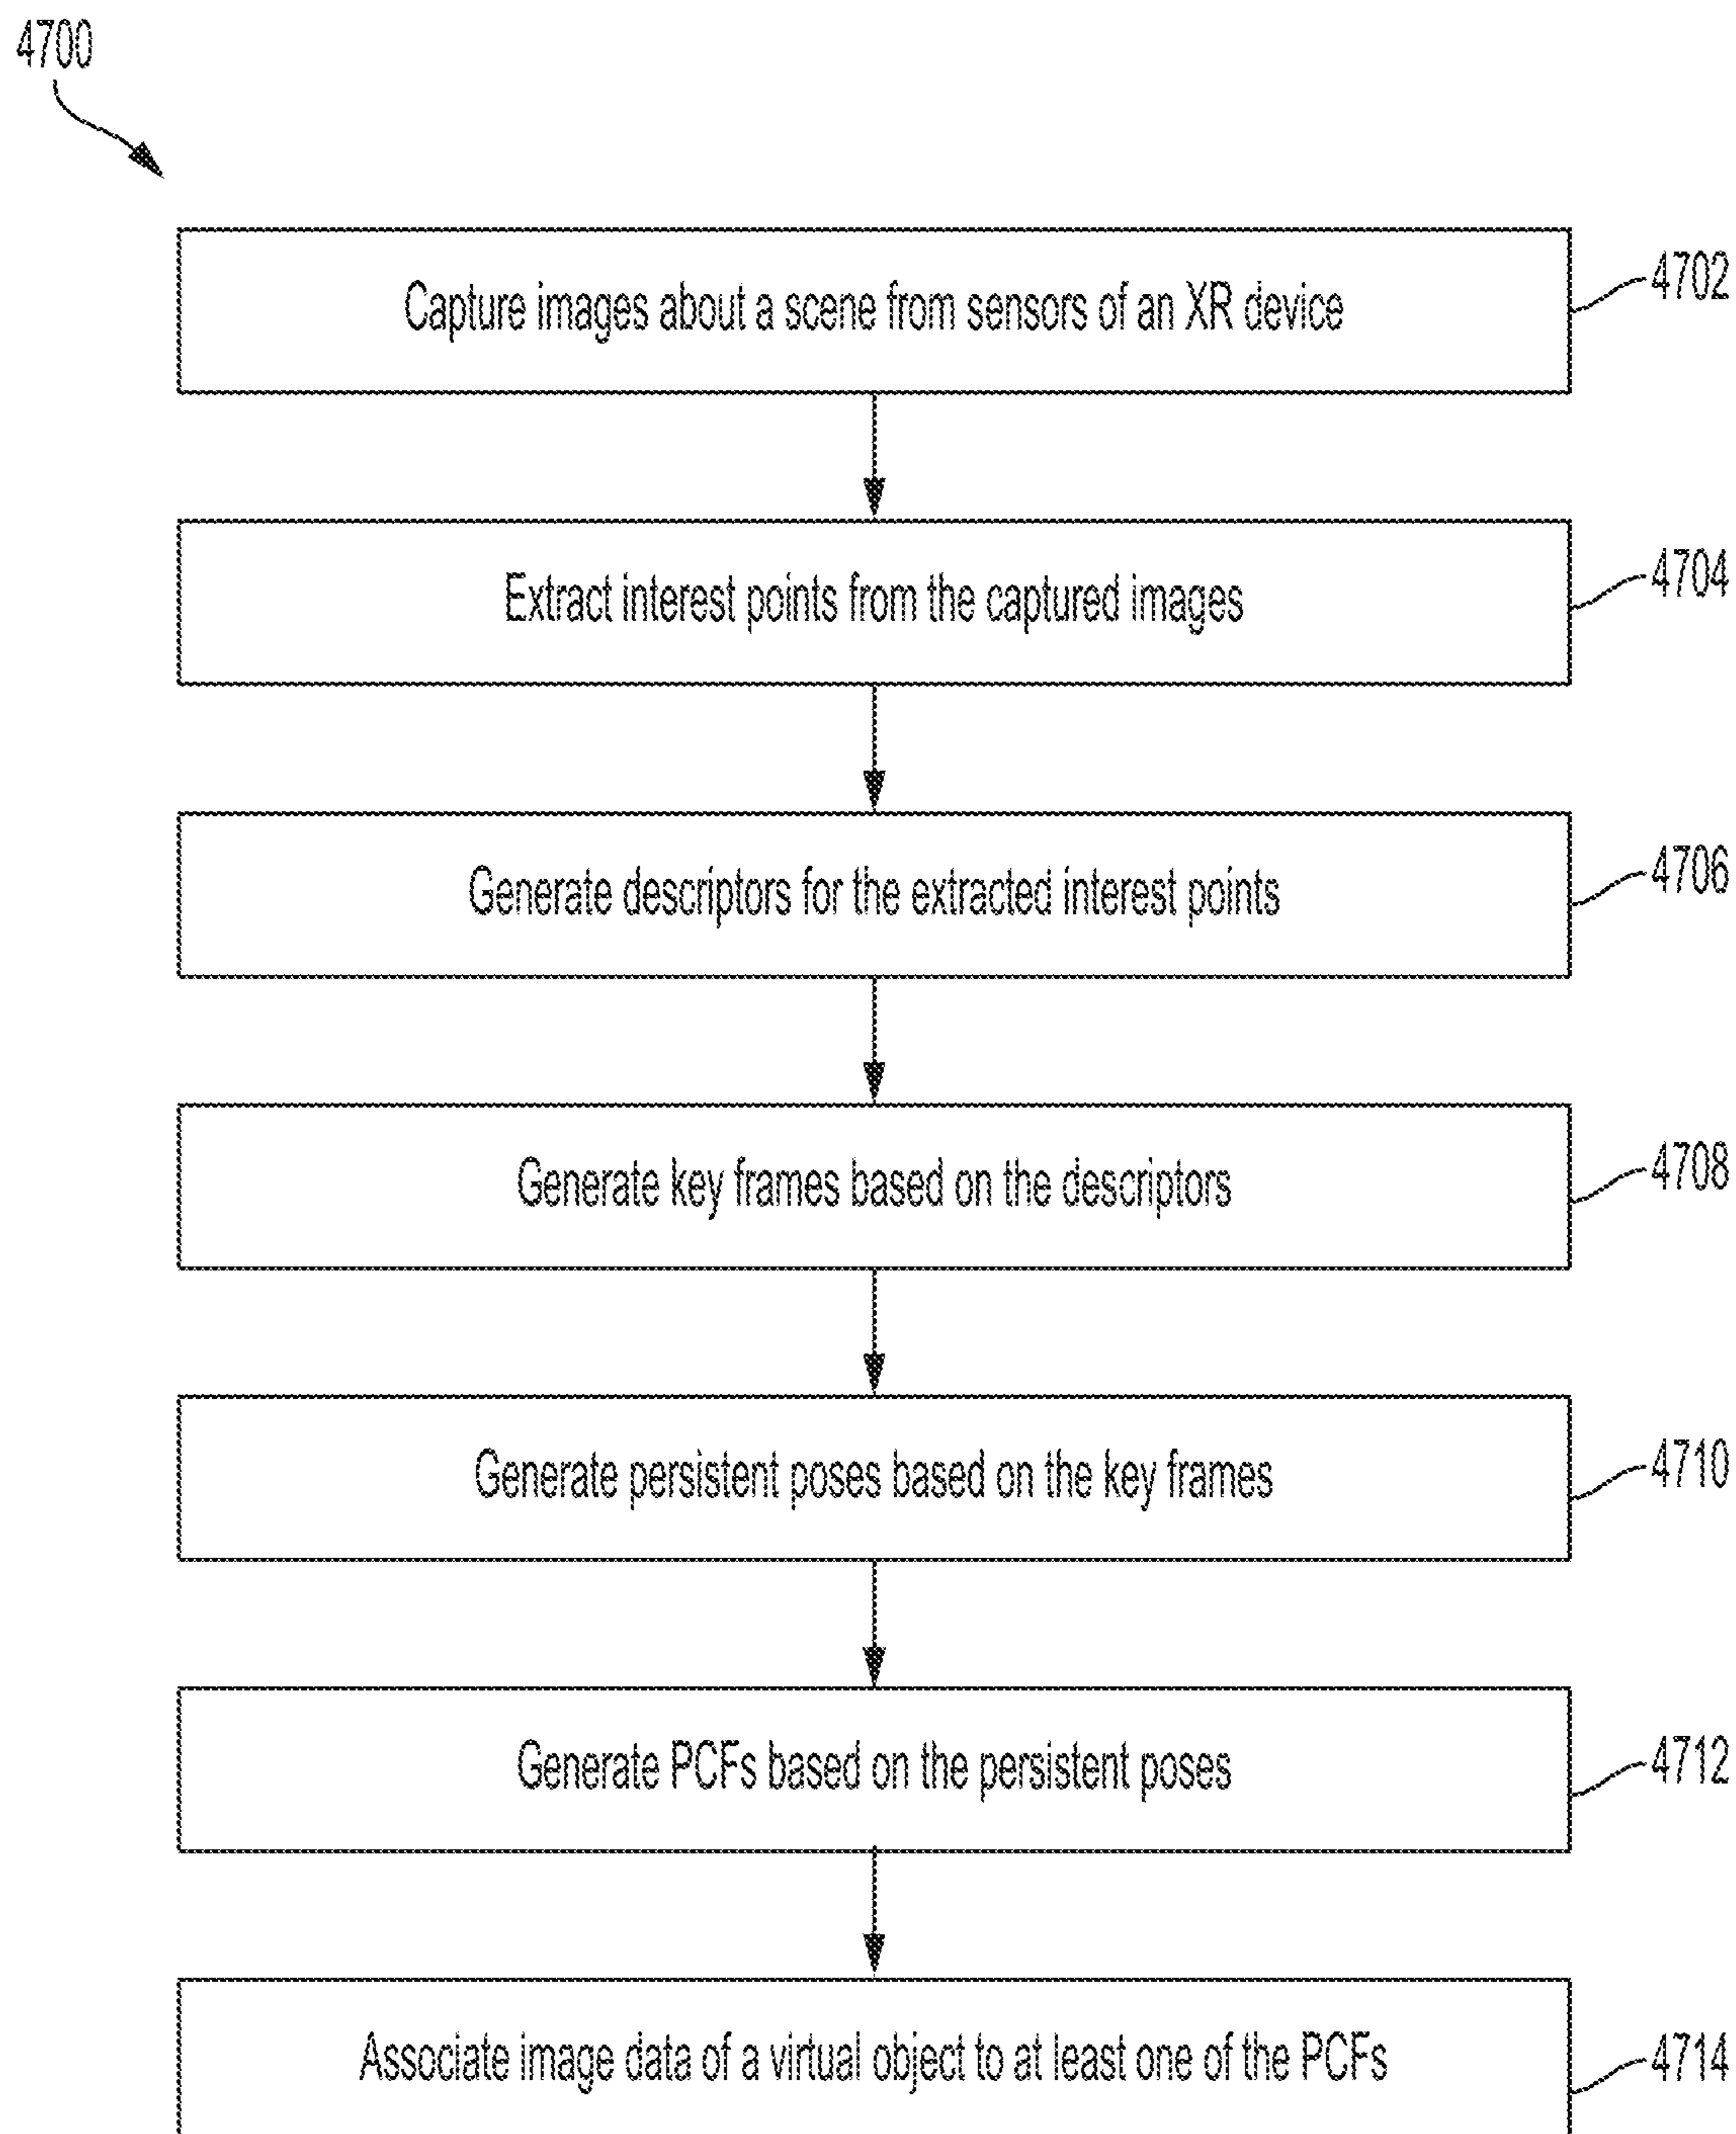 4700
Capture images about a scene from sensors of an XR device
4702
Extract interest points from the captured images
4704
Generate descriptors for the extracted interest points
4706
Generate key frames based on the descriptors
4708
Generate persistent poses based on the key frames
4710
Generate PCFs based on the persistent poses
4712
Associate image data of a virtual object to at least one of the PCFs
4714